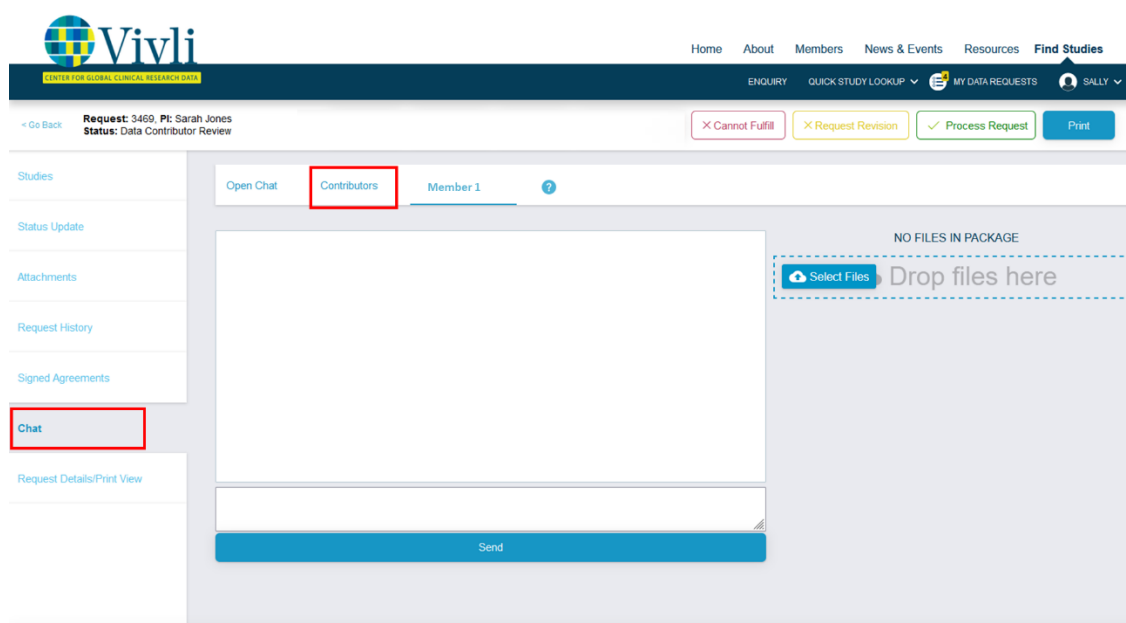 Vivli
CENTER FOR GLOBAL CLINICAL RESEARCH DATA
Home About Members News & Events Resources Find Studies
ENQUIRY QUICK STUDY LOOKUP 4 MY DATA REQUESTS SALLY
< Go Back
Request: 3469, PI: Sarah Jones
Status: Data Contributor Review
Cannot Fulfill Request Revision Process Request Print
Studies
Status Update
Attachments
Request History
Signed Agreements
Chat
Request Details/Print View
Open Chat Contributors Member 1 ?
NO FILES IN PACKAGE
Select Files Drop files here
Send